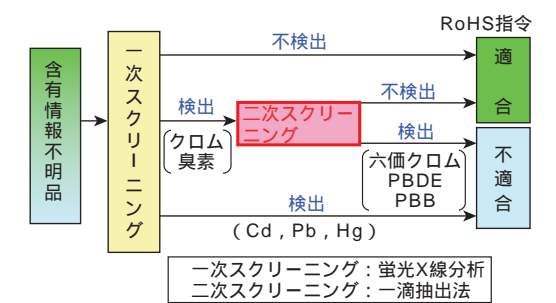 RoHS指令
含有情報不明品
一次スクリーニング
不検出
適合
検出
クロム
臭素
二次スクリー
ニング
不検出
検出
六価クロム
PBDE
PBB
不適合
検出
(Cd,Pb,Hg)
一次スクリーニング:蛍光X線分析
二次スクリーニング:一滴抽出法